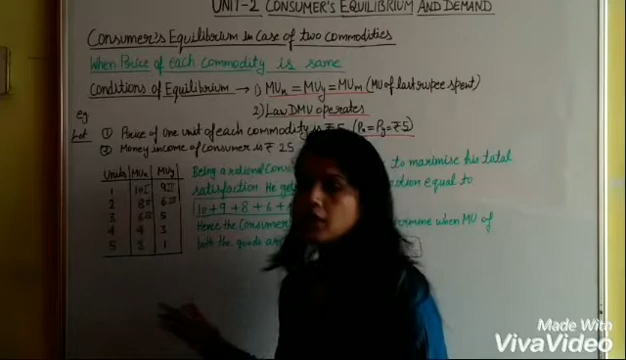 UNIT-2 CONSUMER'S EQUILIBRIUM AND DEMAND
Consumer's Equilibrium in case of two commodities
When Price of each commodity is same
Conditions of Equilibrium → 1) MUx = MUy = MUm (MU of last rupee spent)
2) Law DMU operates
eg
Let ① Price of one unit of each commodity is ₹5 (Px = Py = ₹5)
② Money income of consumer is ₹ 25
Units MUx MUy
1 10 I 9 II
2 8 6
3 6 5
4 4 3
5 1
Being a rational Cons to maximise his total
satisfaction He get equal to
10 + 9 + 8 + 6 +
Hence the Consumer when MU of
both the goods are
Made With
VivaVideo